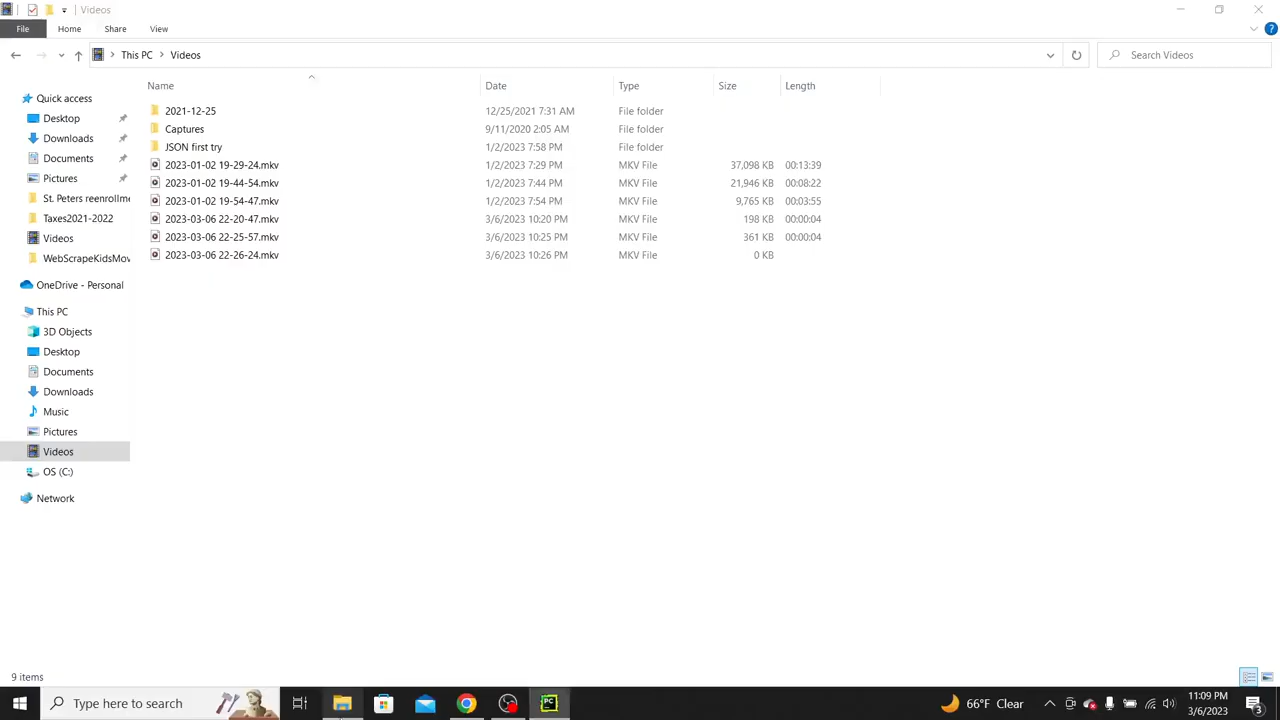 Videos
File Home Share View
This PC Videos Search Videos
Name Date Type Size Length
Quick access
Desktop
Downloads
Documents
Pictures
St. Peters reenrollme
Taxes2021-2022
Videos
WebScrapeKidsMov
OneDrive - Personal
This PC
3D Objects
Desktop
Documents
Downloads
Music
Pictures
Videos
OS (C:)
Network
2021-12-25 12/25/2021 7:31 AM File folder
Captures 9/11/2020 2:05 AM File folder
JSON first try 1/2/2023 7:58 PM File folder
2023-01-02 19-29-24.mkv 1/2/2023 7:29 PM MKV File 37,098 KB 00:13:39
2023-01-02 19-44-54.mkv 1/2/2023 7:44 PM MKV File 21,946 KB 00:08:22
2023-01-02 19-54-47.mkv 1/2/2023 7:54 PM MKV File 9,765 KB 00:03:55
2023-03-06 22-20-47.mkv 3/6/2023 10:20 PM MKV File 198 KB 00:00:04
2023-03-06 22-25-57.mkv 3/6/2023 10:25 PM MKV File 361 KB 00:00:04
2023-03-06 22-26-24.mkv 3/6/2023 10:26 PM MKV File 0 KB
9 items
Type here to search PC 66°F Clear 11:09 PM
3/6/2023 3